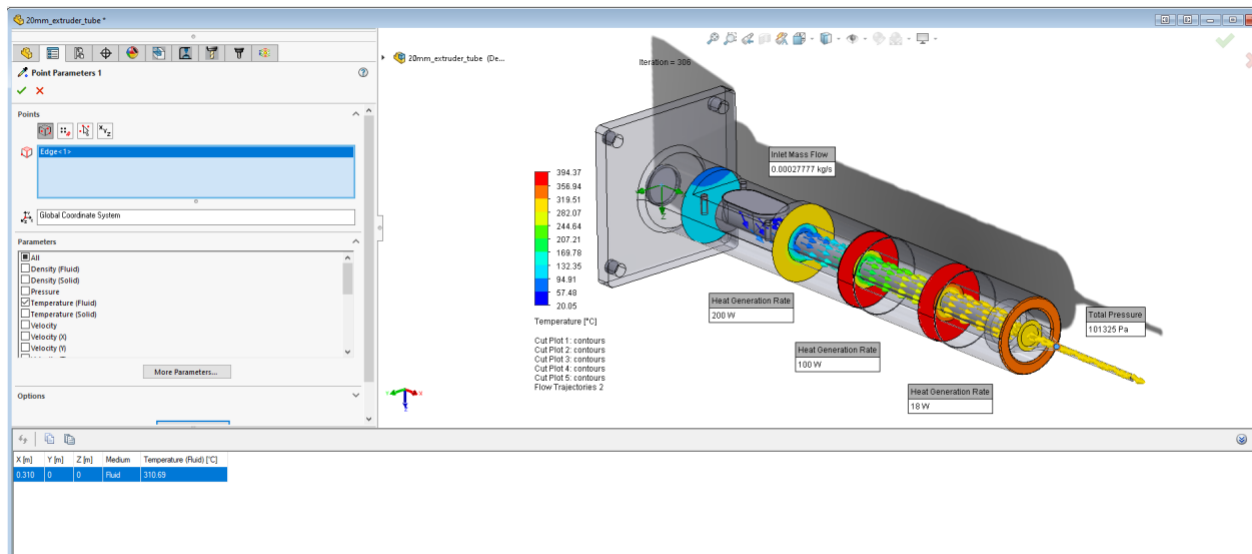 20mm_extruder_tube *
Point Parameters 1
Points
Edge<1>
Global Coordinate System
Parameters
All
Density (Fluid)
Density (Solid)
Pressure
Temperature (Fluid)
Temperature (Solid)
Velocity
Velocity (X)
Velocity (Y)
More Parameters...
Options
20mm_extruder_tube (De...
Iteration = 386
Inlet Mass Flow
0.00027777 kg/s
394.37
356.94
319.51
282.07
244.64
207.21
169.78
132.35
94.91
57.48
20.05
Temperature [°C]
Cut Plot 1: contours
Cut Plot 2: contours
Cut Plot 3: contours
Cut Plot 4: contours
Cut Plot 5: contours
Flow Trajectories 2
Heat Generation Rate
200 W
Heat Generation Rate
100 W
Heat Generation Rate
18 W
Total Pressure
101325 Pa
X [m] Y [m] Z [m] Medium Temperature (Fluid) [°C]
0.310 0 0 Fluid 310.69